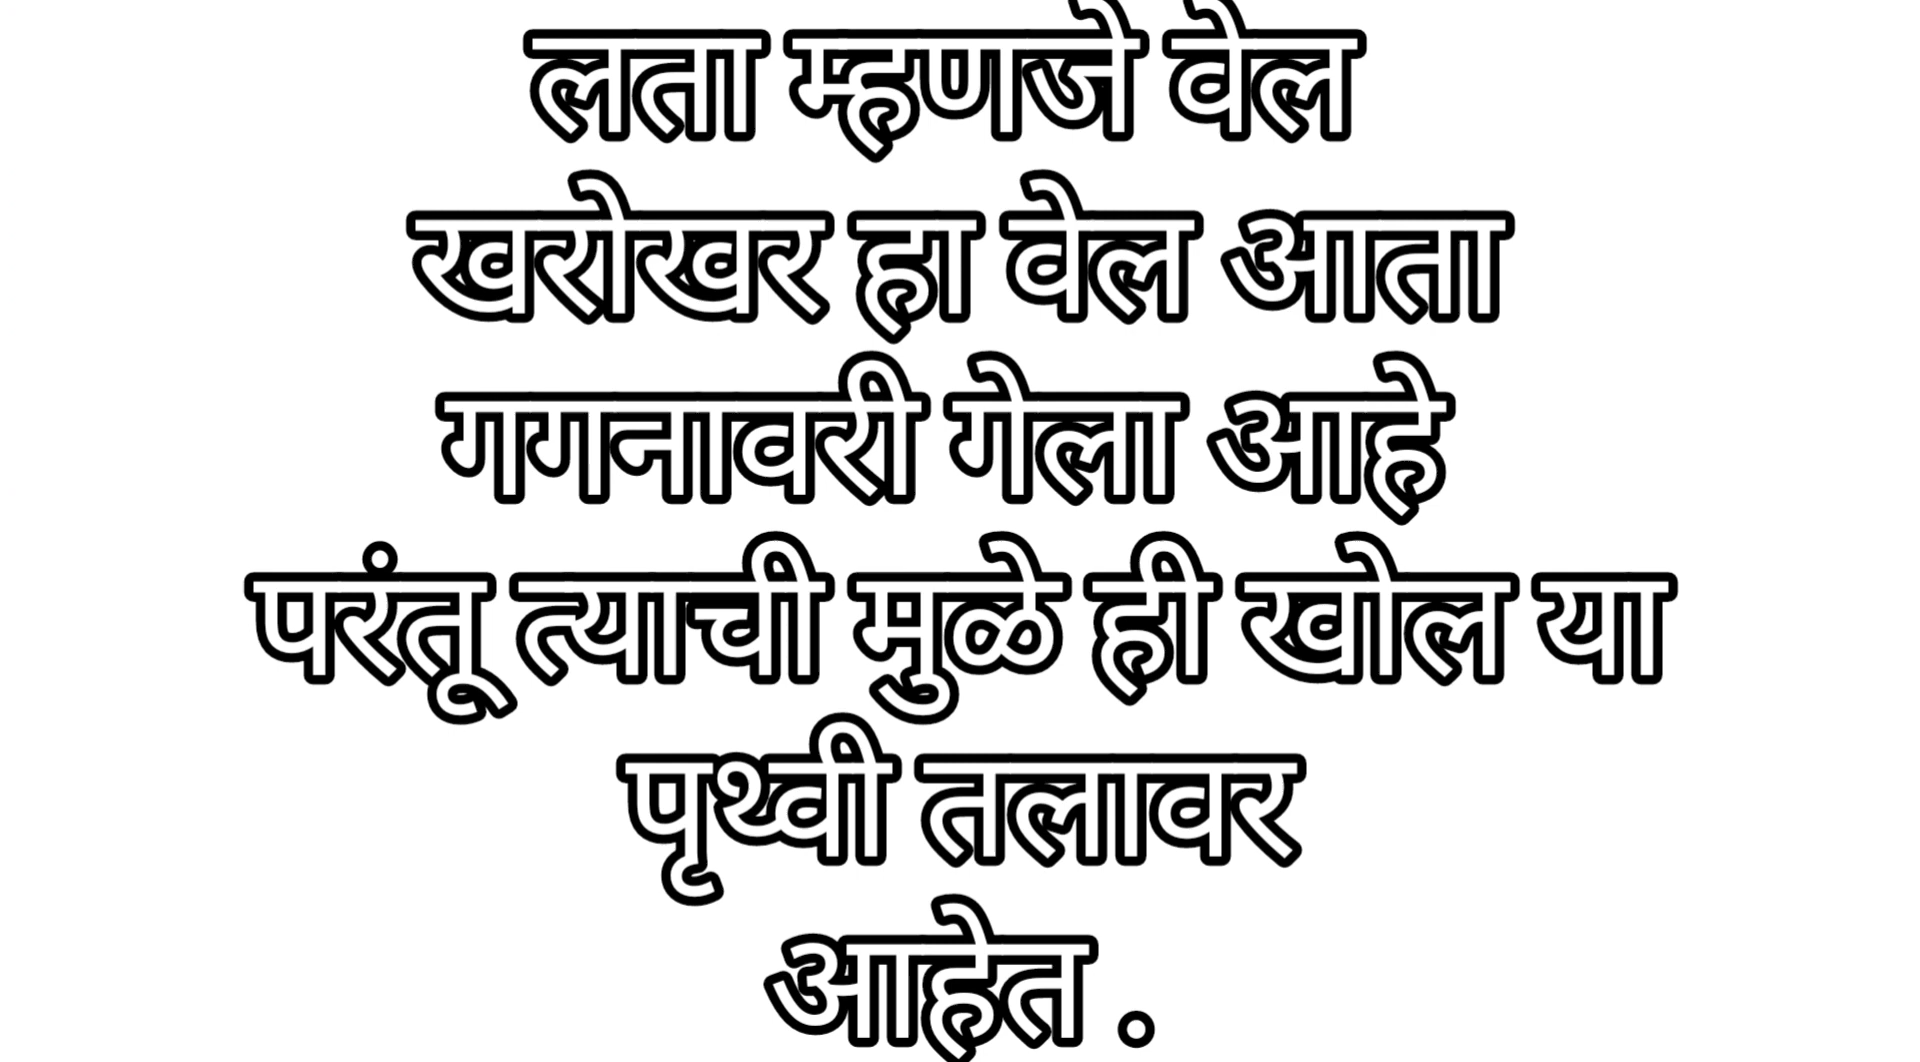 लता म्हणजे वेल
खरोखर हा वेल आता
गगनावरी गेला आहे
परंतू त्याची मुळे ही खोल या
पृथ्वी तलावर
आहेत .